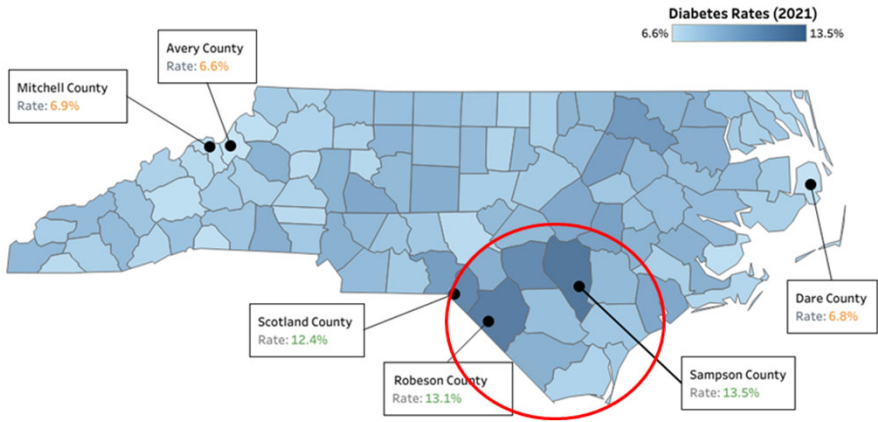 Diabetes Rates (2021)
6.6% 13.5%
Avery County
Rate: 6.6%
Mitchell County
Rate: 6.9%
Dare County
Rate: 6.8%
Scotland County
Rate: 12.4%
Robeson County
Rate: 13.1%
Sampson County
Rate: 13.5%